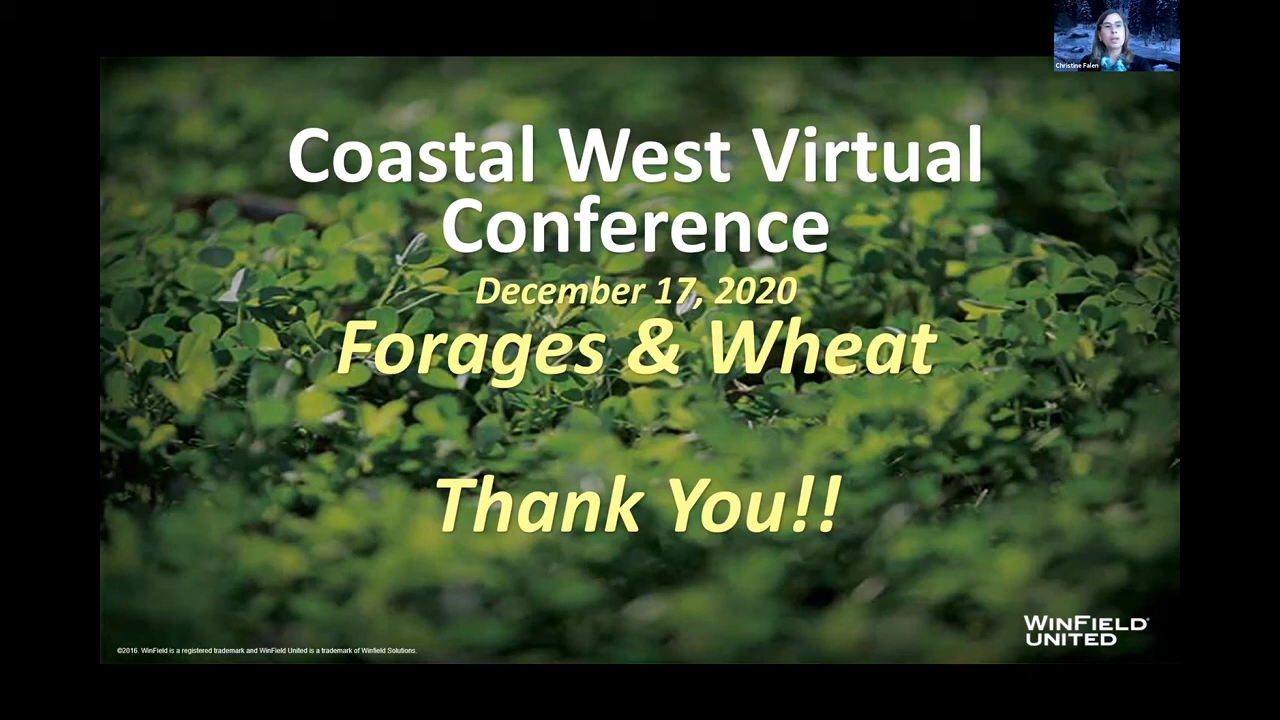 Christine Falen
Coastal West Virtual
Conference
December 17, 2020
Forages & Wheat
Thank You!!
WINFIELD®
UNITED
©2016. WinField is a registered trademark and WinField United is a trademark of Winfield Solutions.